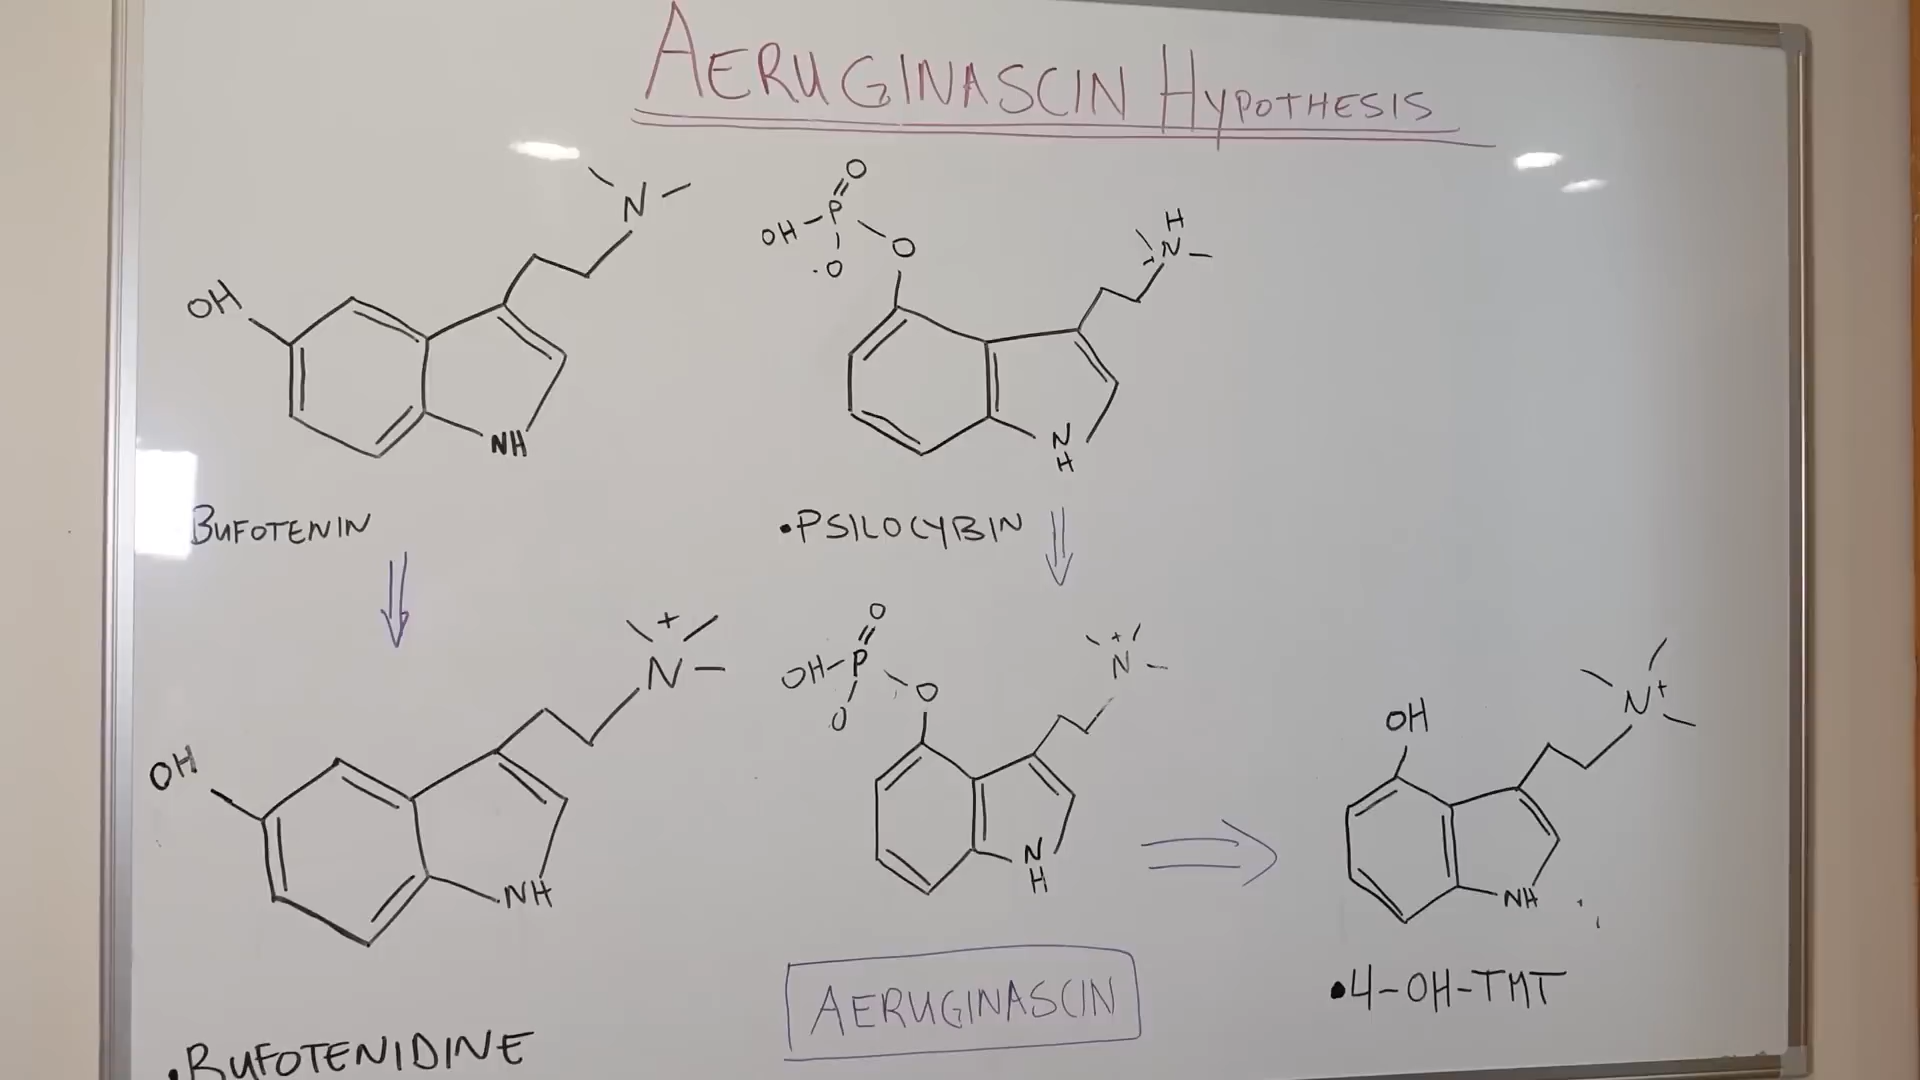 AERUGINASCIN HYPOTHESIS
N
OH
NH
BUFOTENIN
O
P
OH
O
O
H
N
N
H
•PSILOCYBIN
+
N
OH
NH
•BUFOTENIDINE
O
OH-P
O
O
+
N
N
H
AERUGINASCIN
OH
N+
NH
•4-OH-TMT